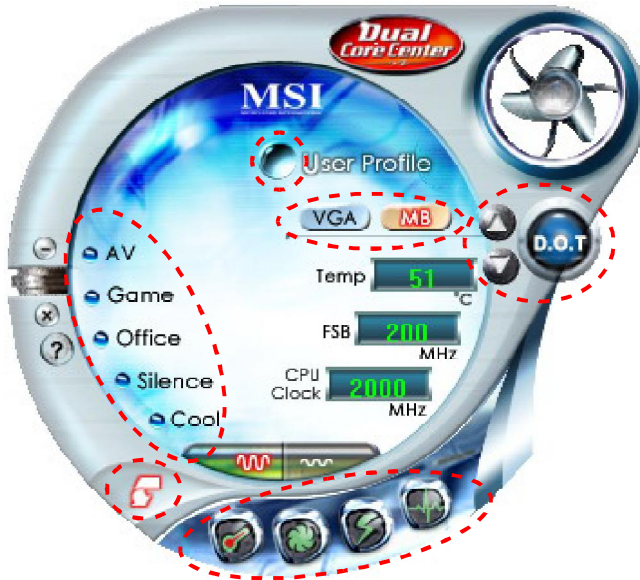 Dual
Core Center
MSI
User Profile
VGA MB
D.O.T
AV
Temp 51
°C
Game
FSB 200
MHz
Office
?
Silence
CPU
Clock 2000
MHz
Cool